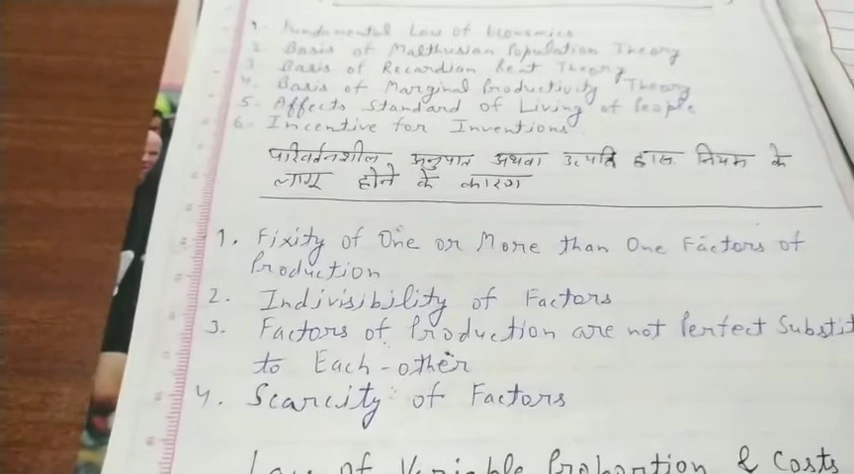 1. Fundamental Law of Economics
2. Basis of Malthusian Population Theory
3. Basis of Recardian Rent Theory
4. Basis of Marginal Productivity Theory
5. Affects Standard of Living of People
6. Incentive for Inventions
परिवर्तनशील अनुपात अथवा उत्पति ह्रास नियम के
लागू होने के कारण
1. Fixity of One or More than One Factors of
Production
2. Indivisibility of Factors
3. Factors of Production are not Perfect Substit
to Each-other
4. Scarcity of Factors
Law of Variable Proportion & Costs